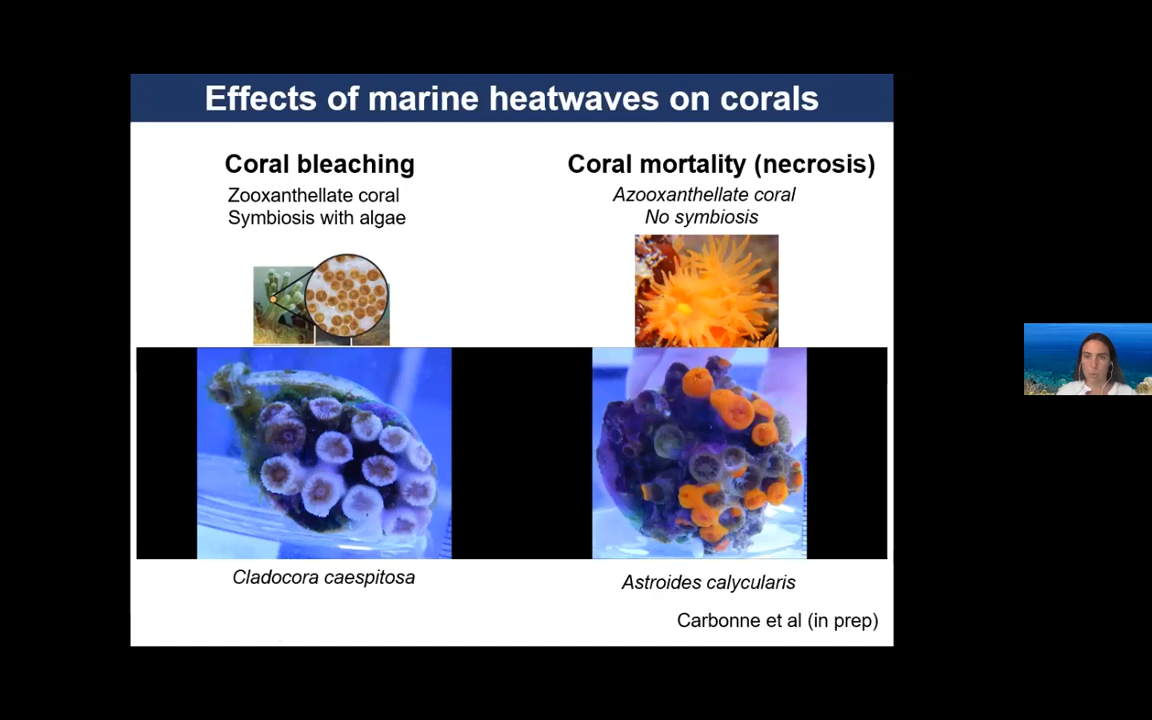 Effects of marine heatwaves on corals
Coral bleaching
Zooxanthellate coral
Symbiosis with algae
Cladocora caespitosa
Coral mortality (necrosis)
Azooxanthellate coral
No symbiosis
Astroides calycularis
Carbonne et al (in prep)